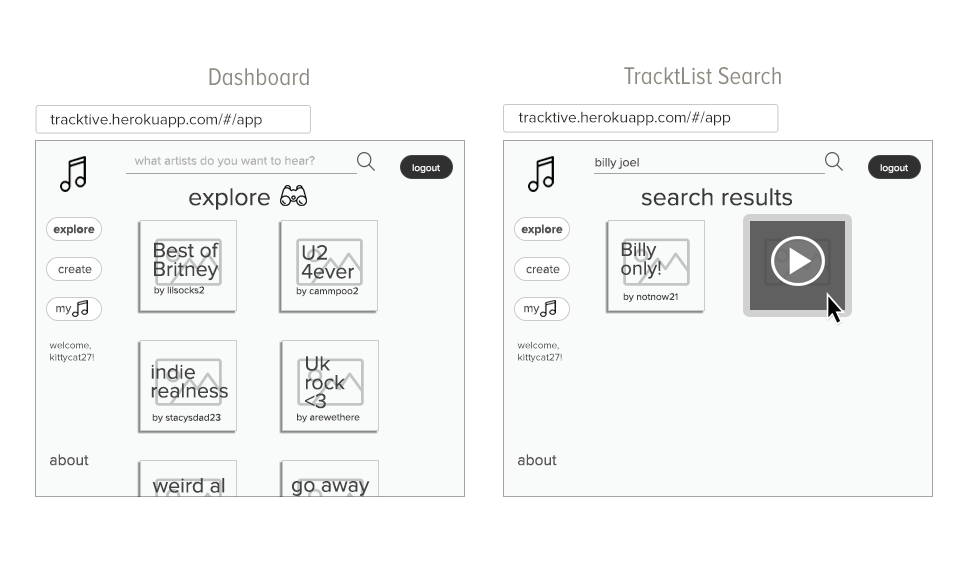 Dashboard
tracktive.herokuapp.com/#/app
what artists do you want to hear?
logout
explore
explore
create
my
welcome,
kittycat27!
about
Best of
Britney
by lilsocks2
U2
4ever
by cammpoo2
indie
realness
by stacysdad23
Uk
rock
<3
by arewethere
weird al
go away
TracktList Search
tracktive.herokuapp.com/#/app
billy joel
logout
search results
explore
create
my
welcome,
kittycat27!
about
Billy
only!
by notnow21